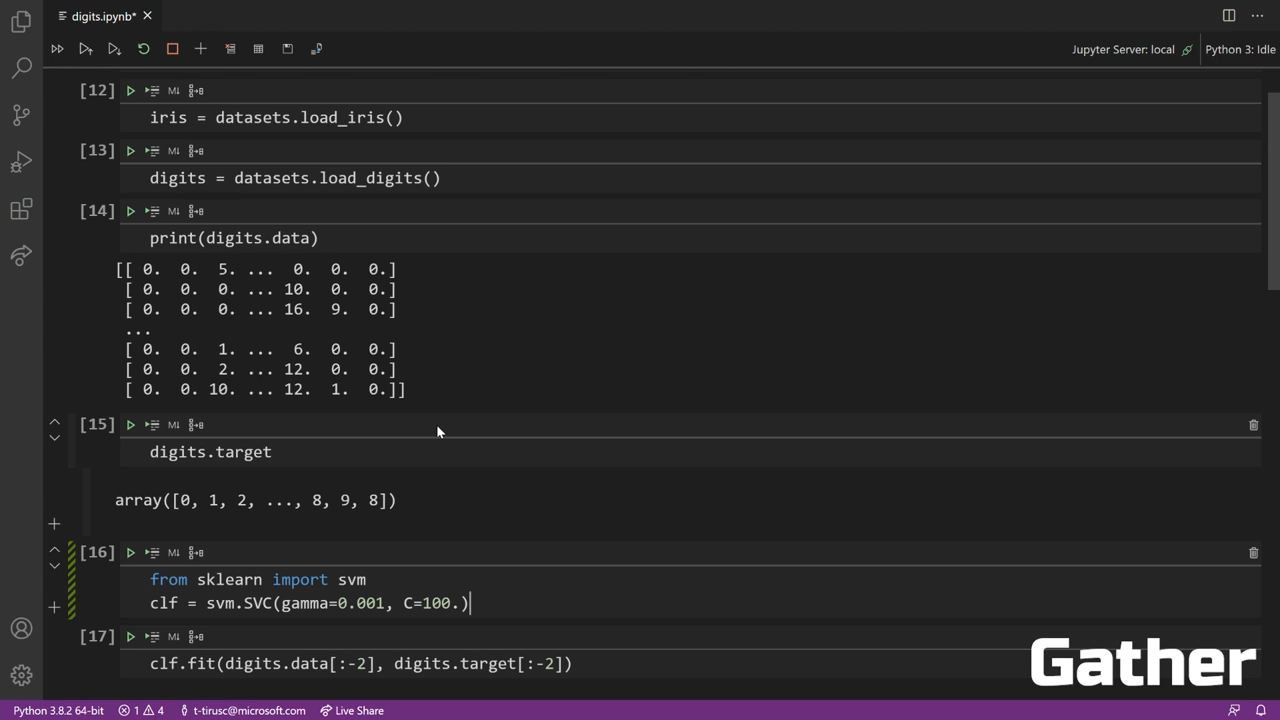 digits.ipynb*
Jupyter Server: local
Python 3: Idle
[12]
M↓
iris = datasets.load_iris()
[13]
M↓
digits = datasets.load_digits()
[14]
M↓
print(digits.data)
[[ 0. 0. 5. ... 0. 0. 0.]
[ 0. 0. 0. ... 10. 0. 0.]
[ 0. 0. 0. ... 16. 9. 0.]
...
[ 0. 0. 1. ... 6. 0. 0.]
[ 0. 0. 2. ... 12. 0. 0.]
[ 0. 0. 10. ... 12. 1. 0.]]
[15]
M↓
digits.target
array([0, 1, 2, ..., 8, 9, 8])
[16]
M↓
from sklearn import svm
clf = svm.SVC(gamma=0.001, C=100.)
[17]
M↓
clf.fit(digits.data[:-2], digits.target[:-2])
Gather
Python 3.8.2 64-bit
1
4
t-tirusc@microsoft.com
Live Share